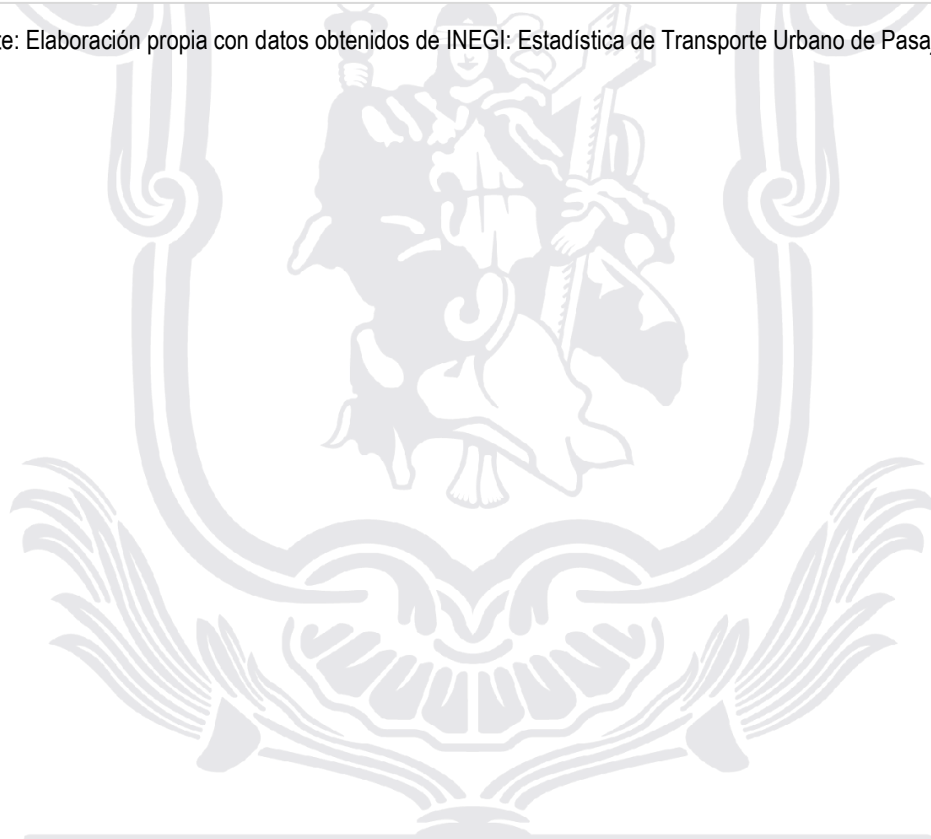 te: Elaboración propia con datos obtenidos de INEGI: Estadística de Transporte Urbano de Pasa